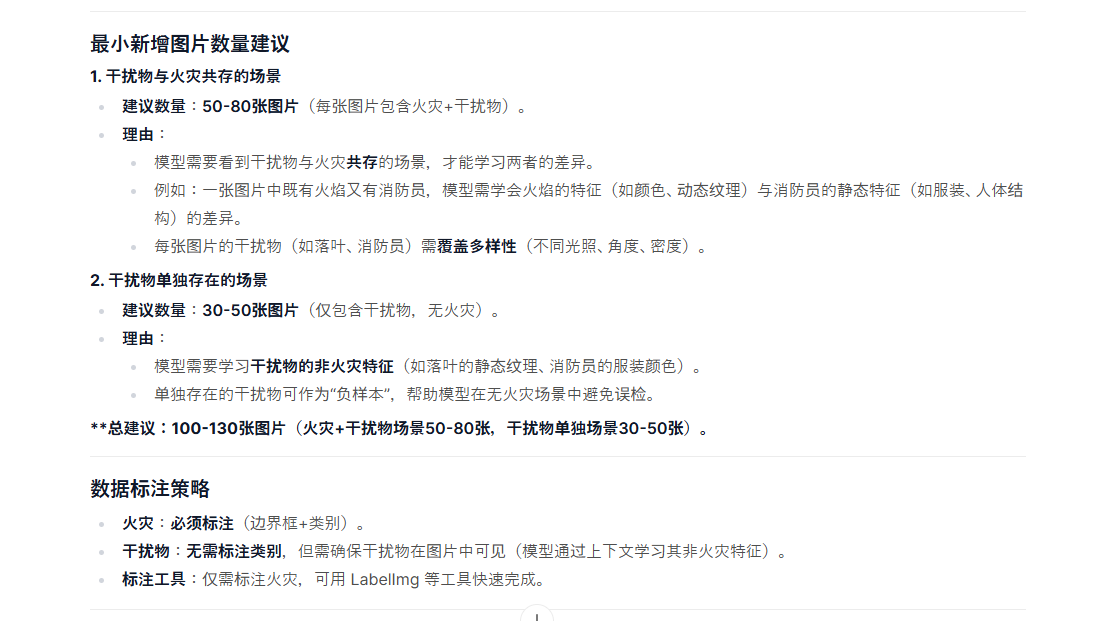 最小新增图片数量建议
1. 干扰物与火灾共存的场景
建议数量：50-80张图片（每张图片包含火灾+干扰物）。
理由：
模型需要看到干扰物与火灾共存的场景，才能学习两者的差异。
例如：一张图片中既有火焰又有消防员，模型需学会火焰的特征（如颜色、动态纹理）与消防员的静态特征（如服装、人体结
构）的差异。
每张图片的干扰物（如落叶、消防员）需覆盖多样性（不同光照、角度、密度）。
2. 干扰物单独存在的场景
建议数量：30-50张图片（仅包含干扰物，无火灾）。
理由：
模型需要学习干扰物的非火灾特征（如落叶的静态纹理、消防员的服装颜色）。
单独存在的干扰物可作为“负样本”，帮助模型在无火灾场景中避免误检。
**总建议：100-130张图片（火灾+干扰物场景50-80张，干扰物单独场景30-50张）。
数据标注策略
火灾：必须标注（边界框+类别）。
干扰物：无需标注类别，但需确保干扰物在图片中可见（模型通过上下文学习其非火灾特征）。
标注工具：仅需标注火灾，可用 LabelImg 等工具快速完成。